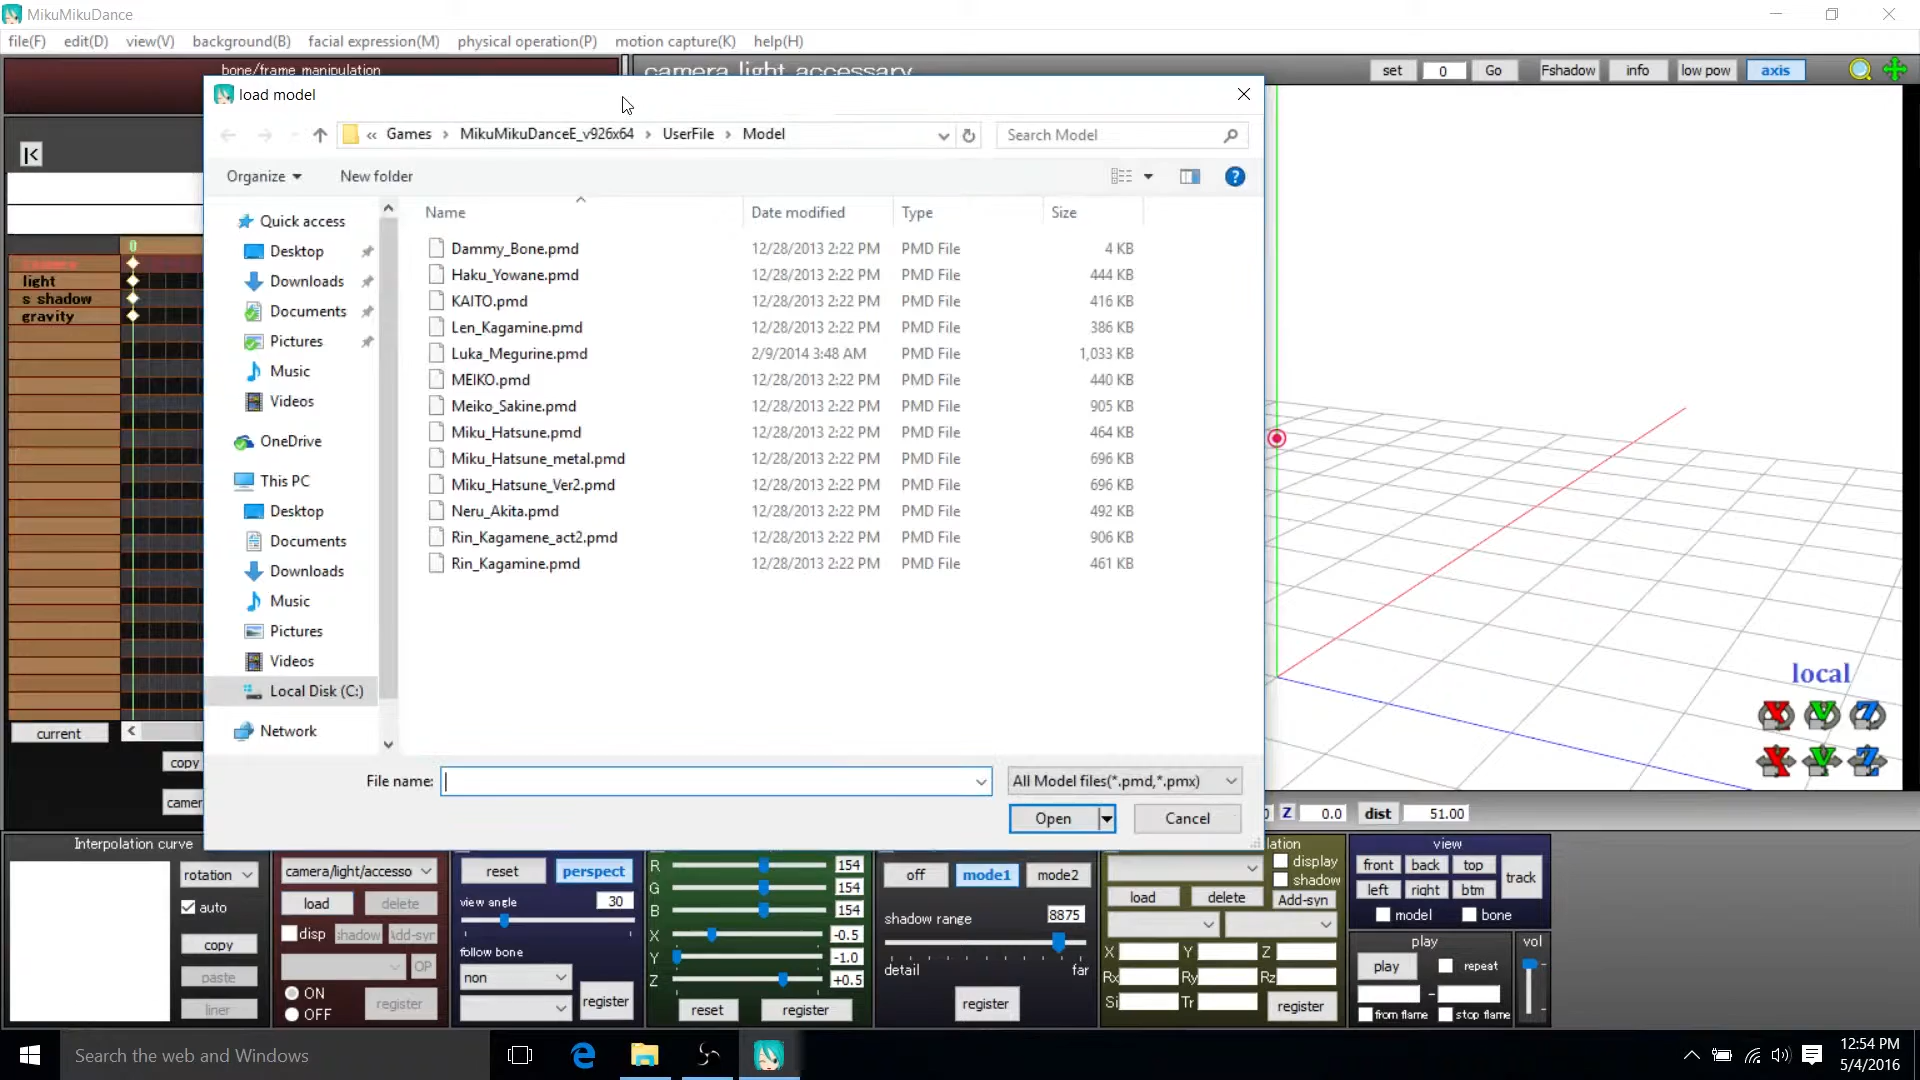 MikuMikuDance
file(F) edit(D) view(V) background(B) facial expression(M) physical operation(P) motion capture(K) help(H)
bone/frame manipulation
camera light accessary
set 0 Go Fshadow info low pow axis
load model
« Games › MikuMikuDanceE_v926x64 › UserFile › Model
Search Model
Organize New folder
Name Date modified Type Size
Quick access
Desktop
Downloads
Documents
Pictures
Music
Videos
OneDrive
This PC
Desktop
Documents
Downloads
Music
Pictures
Videos
Local Disk (C:)
Network
Dammy_Bone.pmd 12/28/2013 2:22 PM PMD File 4 KB
Haku_Yowane.pmd 12/28/2013 2:22 PM PMD File 444 KB
KAITO.pmd 12/28/2013 2:22 PM PMD File 416 KB
Len_Kagamine.pmd 12/28/2013 2:22 PM PMD File 386 KB
Luka_Megurine.pmd 2/9/2014 3:48 AM PMD File 1,033 KB
MEIKO.pmd 12/28/2013 2:22 PM PMD File 440 KB
Meiko_Sakine.pmd 12/28/2013 2:22 PM PMD File 905 KB
Miku_Hatsune.pmd 12/28/2013 2:22 PM PMD File 464 KB
Miku_Hatsune_metal.pmd 12/28/2013 2:22 PM PMD File 696 KB
Miku_Hatsune_Ver2.pmd 12/28/2013 2:22 PM PMD File 696 KB
Neru_Akita.pmd 12/28/2013 2:22 PM PMD File 492 KB
Rin_Kagamene_act2.pmd 12/28/2013 2:22 PM PMD File 906 KB
Rin_Kagamine.pmd 12/28/2013 2:22 PM PMD File 461 KB
File name:
All Model files(*.pmd,*.pmx)
Open Cancel
0
light
s shadow
gravity
current
copy
camer
local
X Y Z
X Y Z
Z 0.0 dist 51.00
Interpolation curve
rotation
auto
copy
paste
liner
camera/light/accesso
load delete
disp shadow Add-syn
OP
ON
OFF
register
reset perspect
view angle 30
follow bone
non
register
R 154
G 154
B 154
X -0.5
Y -1.0
Z +0.5
reset register
off mode1 mode2
shadow range 8875
detail far
register
lation
display
shadow
load delete Add-syn
X Y Z
Rx Ry Rz
Si Tr register
view
front back top
left right btm
track
model bone
play
play repeat
-
from flame stop flame
vol
Search the web and Windows
12:54 PM
5/4/2016